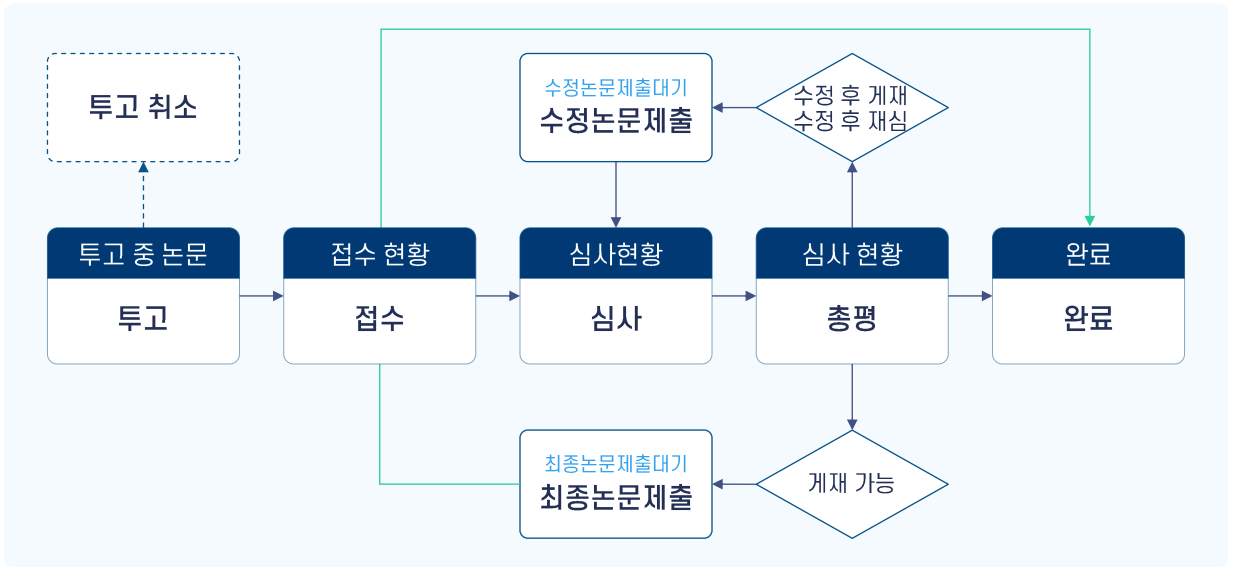 투고 취소
수정논문제출대기
수정논문제출
수정 후 게재
수정 후 재심
투고 중 논문
투고
접수 현황
접수
심사현황
심사
심사 현황
총평
완료
완료
최종논문제출대기
최종논문제출
게재 가능